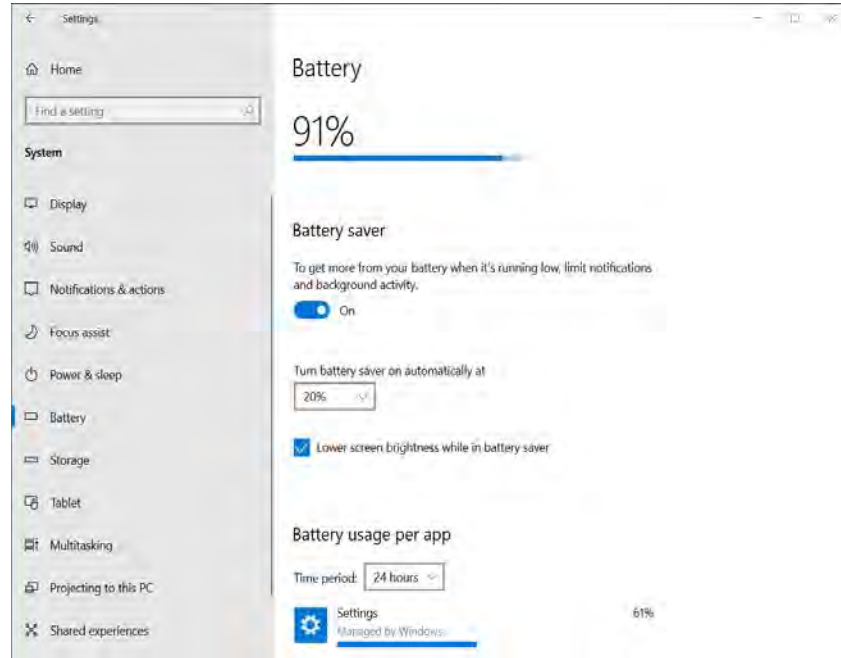 Settings
Home
Find a setting
System
Display
Sound
Notifications & actions
Focus assist
Power & sleep
Battery
Storage
Tablet
Multitasking
Projecting to this PC
Shared experiences
Battery
91%
Battery saver
To get more from your battery when it's running low, limit notifications
and background activity.
On
Turn battery saver on automatically at
20%
Lower screen brightness while in battery saver
Battery usage per app
Time period: 24 hours
Settings 61%
Managed by Windows